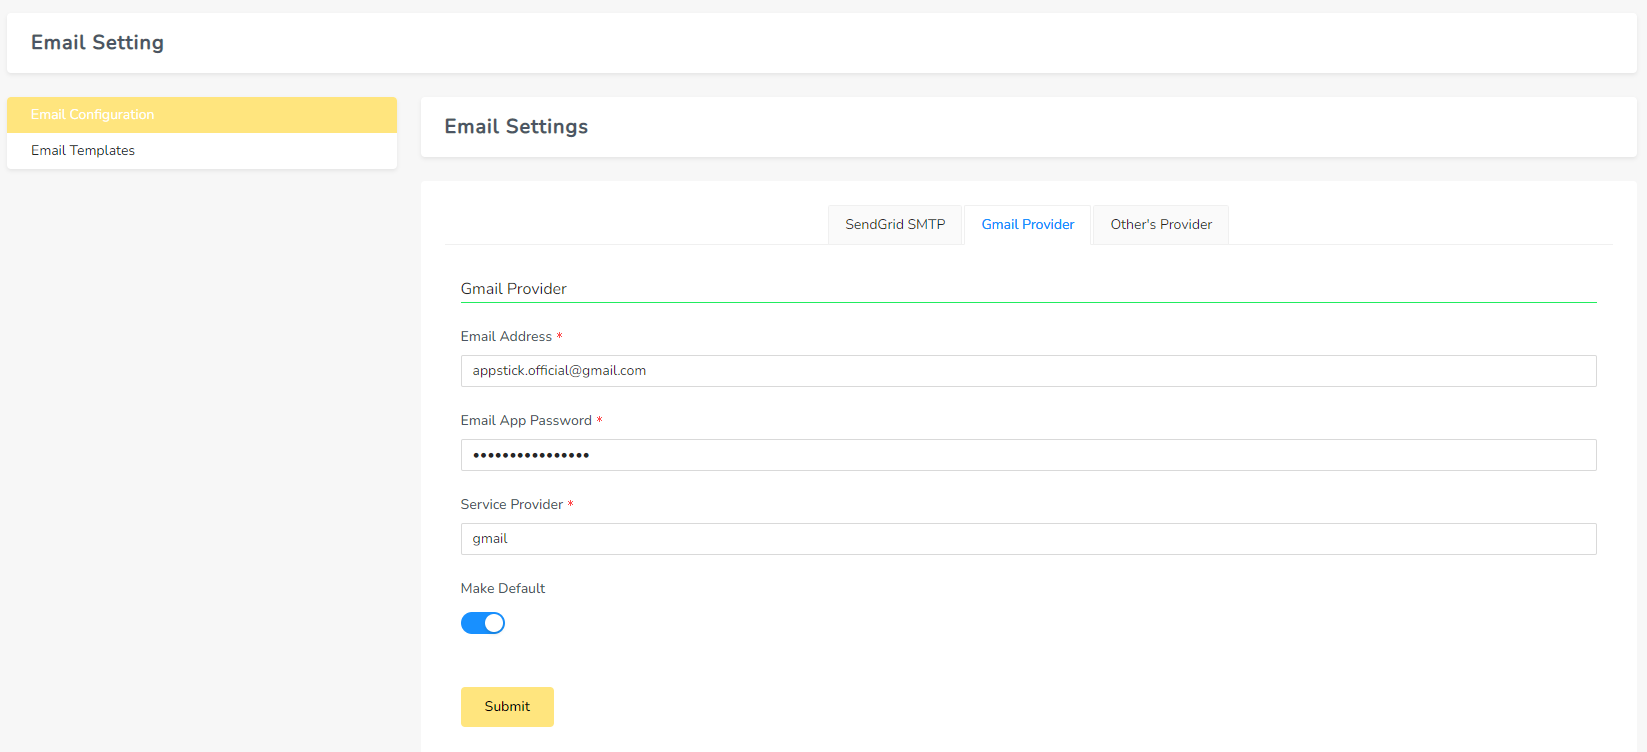 Email Setting
Email Configuration
Email Templates
Email Settings
SendGrid SMTP
Gmail Provider
Other's Provider
Gmail Provider
Email Address *
appstick.official@gmail.com
Email App Password *
••••••••••••••••
Service Provider *
gmail
Make Default
Submit